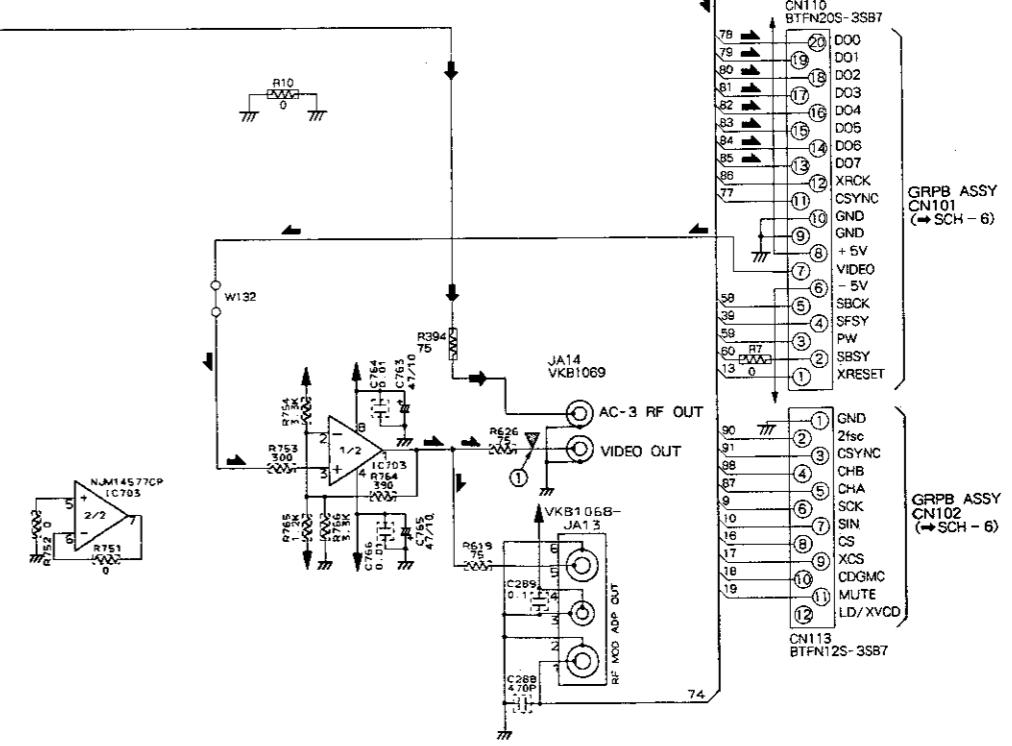 CN110
BTFN20S-3SB7
78
20
DO0
79
19
DO1
80
18
DO2
81
17
DO3
82
16
DO4
83
15
DO5
84
14
DO6
85
13
DO7
86
12
XRCK
77
11
CSYNC
10
GND
9
GND
8
+5V
7
VIDEO
6
-5V
58
5
SBCK
39
4
SFSY
59
3
PW
60
R7
0
2
SBSY
13
1
XRESET
GRPB ASSY
CN101
(➡SCH-6)
R10
0
W132
R394
75
JA14
VKB1069
AC-3 RF OUT
VIDEO OUT
C764
0.01
C763
47/10
R754
3.3K
R753
300
2
3
8
1
4
1/2
IC703
R764
390
R626
75
1
NJM14577CP
IC703
5
6
7
2/2
R752 0
R751
0
R765
R766
3.3K
C766
0.01
C765
47/10
R619
75
VKB1068-
JA13
6
5
4
3
2
1
RF MOD ADP OUT
C289
0.1
C288
470P
74
1
GND
90
2
2fsc
91
3
CSYNC
88
4
CHB
87
5
CHA
9
6
SCK
10
7
SIN
16
8
CS
17
9
XCS
18
10
CDGMC
19
11
MUTE
12
LD/XVCD
CN113
BTFN12S-3SB7
GRPB ASSY
CN102
(➡SCH-6)